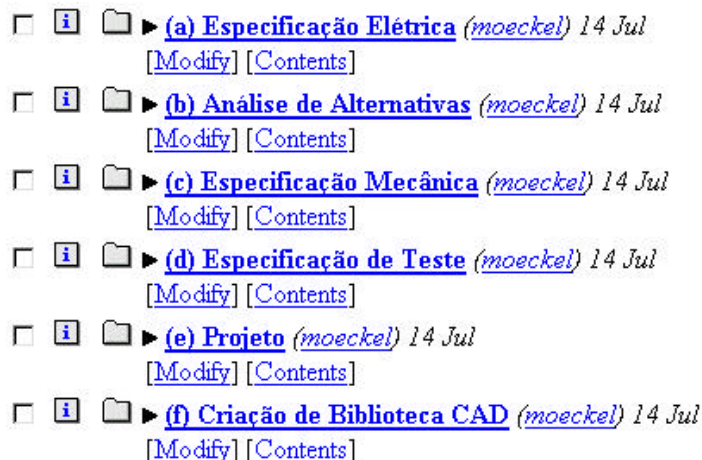 (a) Especificação Elétrica (moeckel) 14 Jul
[Modify] [Contents]
(b) Análise de Alternativas (moeckel) 14 Jul
[Modify] [Contents]
(c) Especificação Mecânica (moeckel) 14 Jul
[Modify] [Contents]
(d) Especificação de Teste (moeckel) 14 Jul
[Modify] [Contents]
(e) Projeto (moeckel) 14 Jul
[Modify] [Contents]
(f) Criação de Biblioteca CAD (moeckel) 14 Jul
[Modify] [Contents]